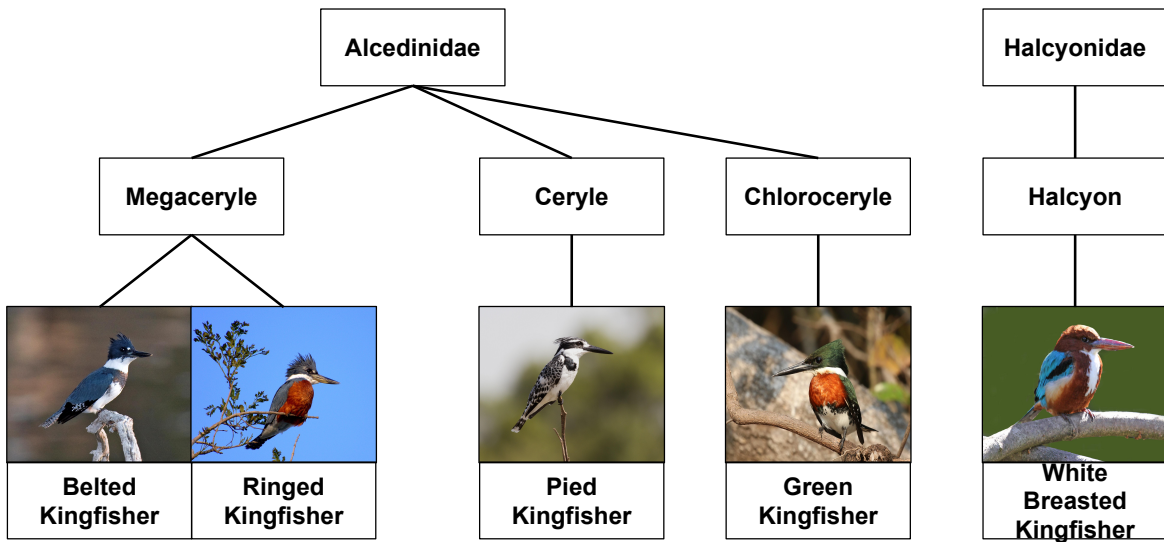 Alcedinidae
Halcyonidae
Megaceryle
Ceryle
Chloroceryle
Halcyon
Belted
Kingfisher
Ringed
Kingfisher
Pied
Kingfisher
Green
Kingfisher
White
Breasted
Kingfisher